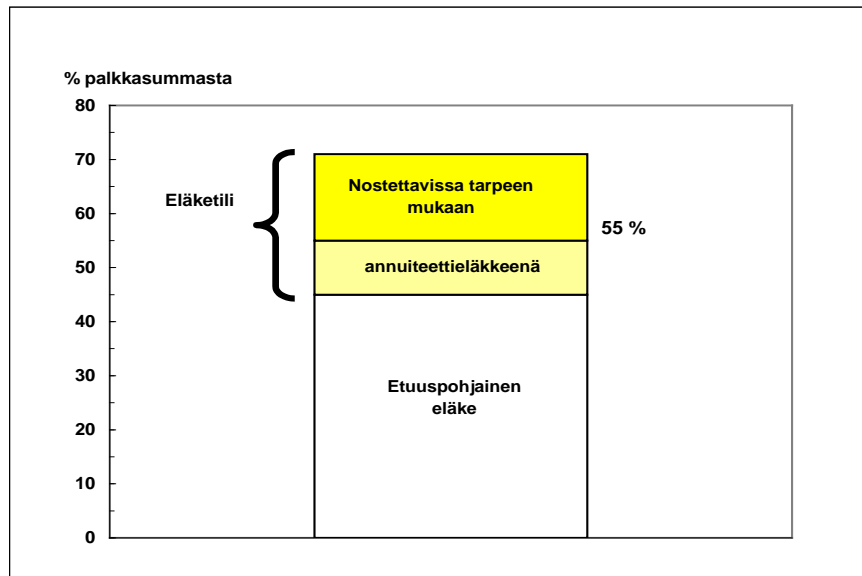 % palkkasummasta
80
70
60
50
40
30
20
10
0
Eläketili
Nostettavissa tarpeen
mukaan
55 %
annuiteettieläkkeenä
Etuuspohjainen
eläke